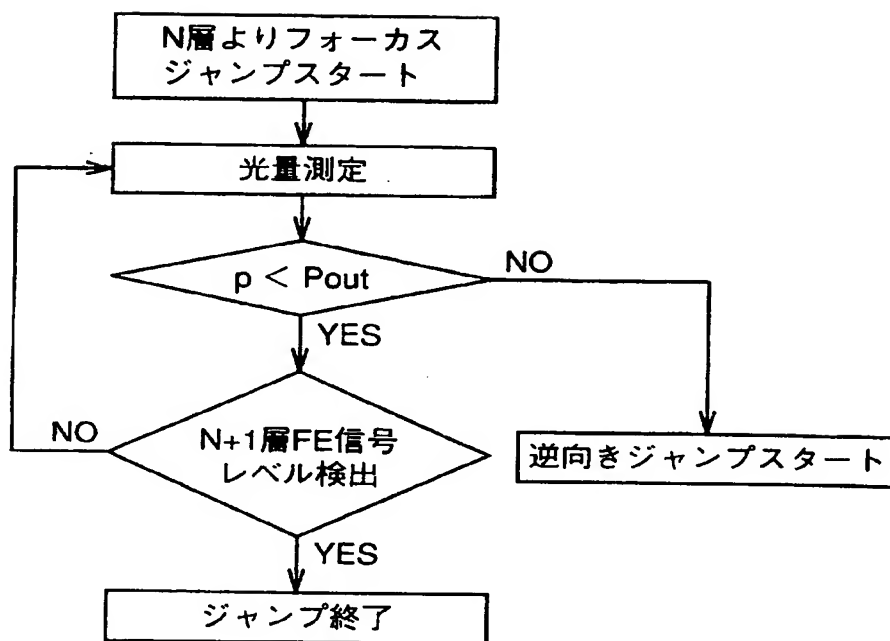 N層よりフォーカス
ジャンプスタート
光量測定
p < Pout
NO
YES
NO
N+1層FE信号
レベル検出
逆向きジャンプスタート
YES
ジャンプ終了